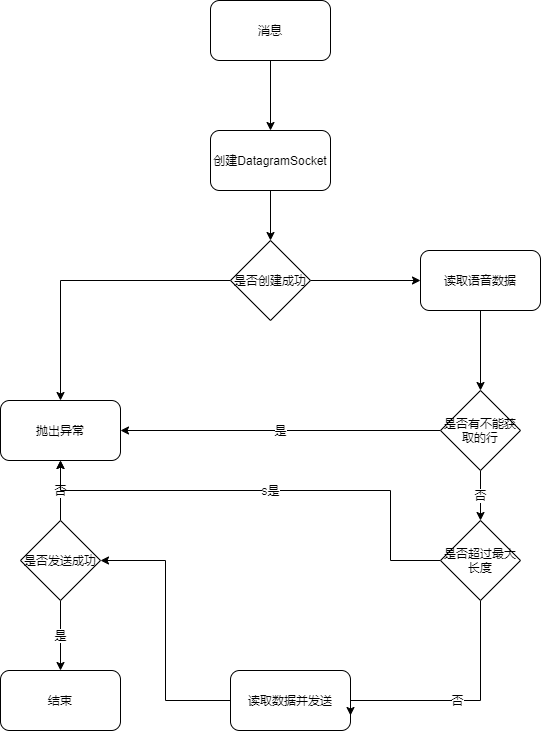 消息
创建DatagramSocket
是否创建成功
读取语音数据
抛出异常
是
是否有不能获
取的行
否
s是
否
是否发送成功
是否超过最大
长度
是
结束
读取数据并发送
否